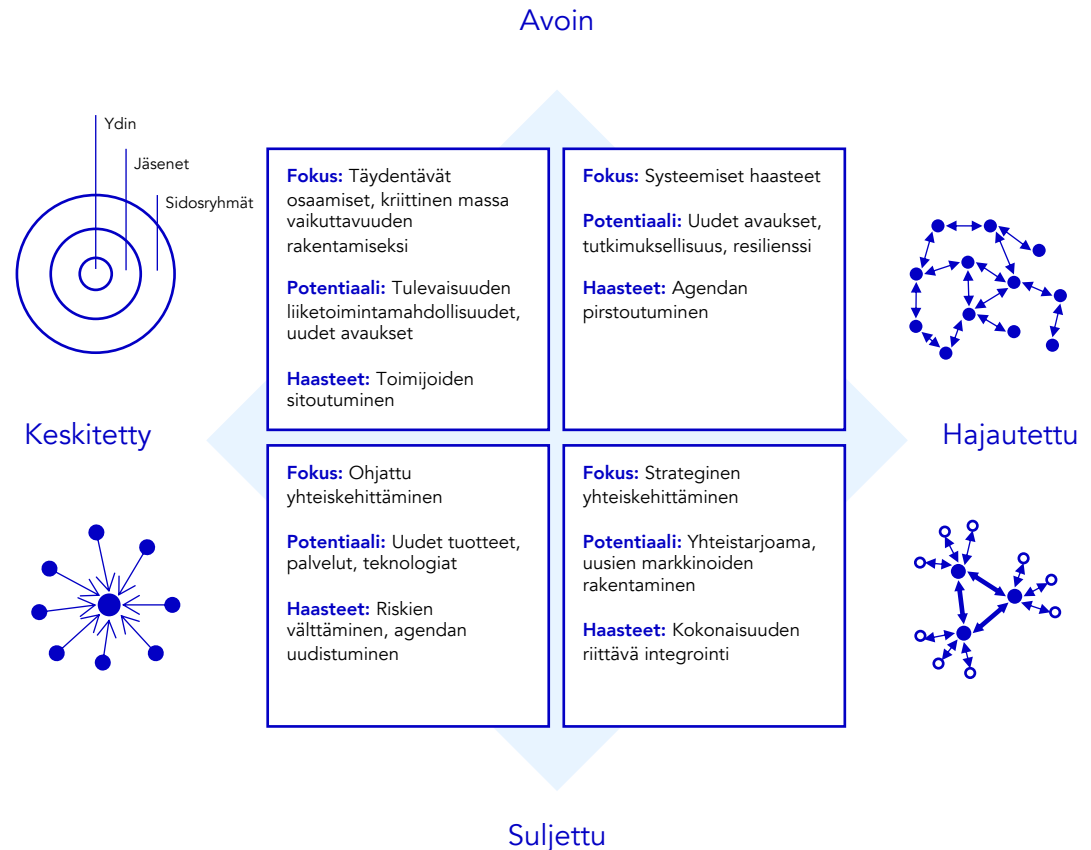 Avoin
Ydin
Jäsenet
Sidosryhmät
Fokus: Täydentävät
osaamiset, kriittinen massa
vaikuttavuuden
rakentamiseksi
Potentiaali: Tulevaisuuden
liiketoimintamahdollisuudet,
uudet avaukset
Haasteet: Toimijoiden
sitoutuminen
Fokus: Systeemiset haasteet
Potentiaali: Uudet avaukset,
tutkimuksellisuus, resilienssi
Haasteet: Agendan
pirstoutuminen
Keskitetty
Hajautettu
Fokus: Ohjattu
yhteiskehittäminen
Potentiaali: Uudet tuotteet,
palvelut, teknologiat
Haasteet: Riskien
välttäminen, agendan
uudistuminen
Fokus: Strateginen
yhteiskehittäminen
Potentiaali: Yhteistarjoama,
uusien markkinoiden
rakentaminen
Haasteet: Kokonaisuuden
riittävä integrointi
Suljettu